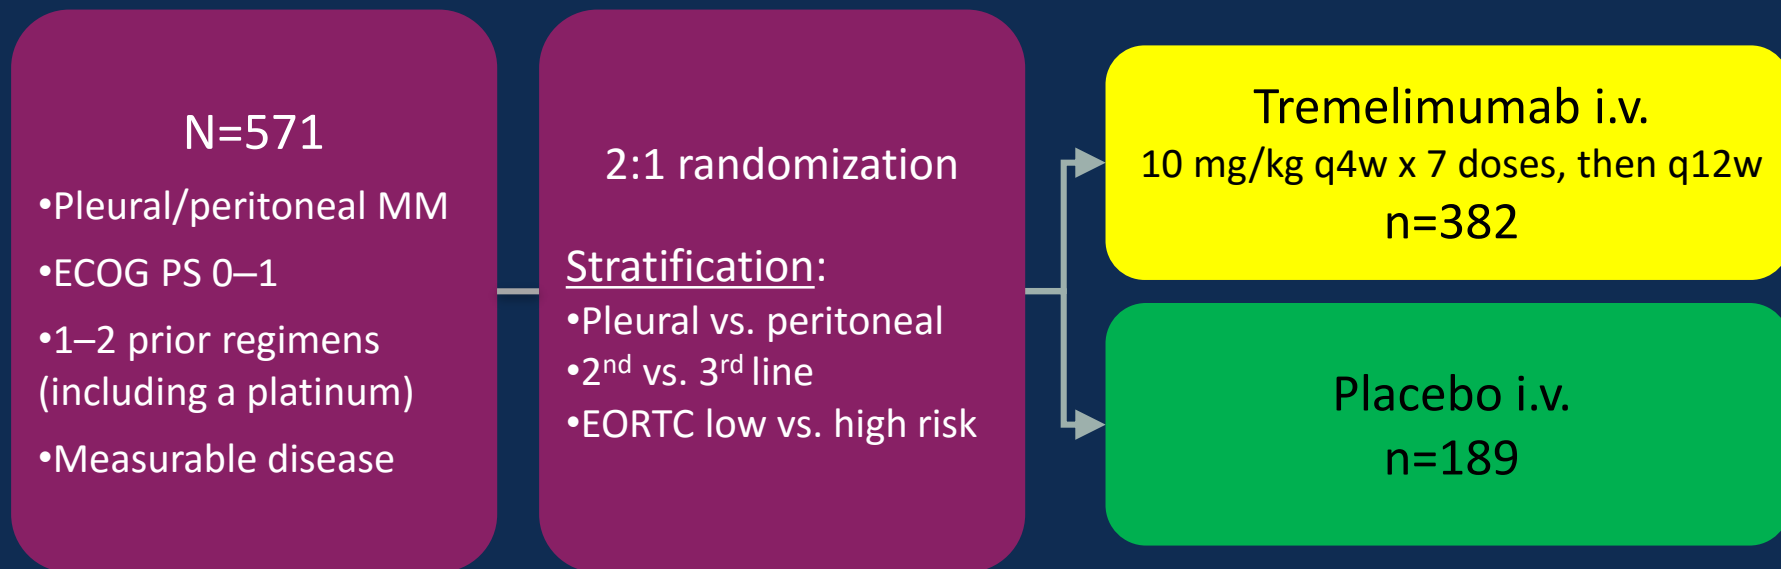 N=571
•Pleural/peritoneal MM
•ECOG PS 0–1
•1–2 prior regimens
(including a platinum)
•Measurable disease
2:1 randomization
Stratification:
•Pleural vs. peritoneal
•2nd vs. 3rd line
•EORTC low vs. high risk
Tremelimumab i.v.
10 mg/kg q4w x 7 doses, then q12w
n=382
Placebo i.v.
n=189